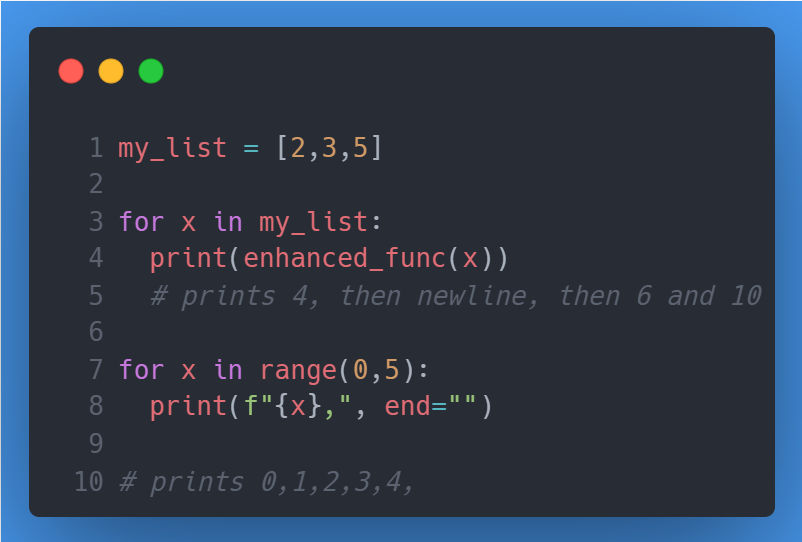 1 my_list = [2,3,5]
2
3 for x in my_list:
4   print(enhanced_func(x))
5   # prints 4, then newline, then 6 and 10
6
7 for x in range(0,5):
8   print(f"{x},", end="")
9
10 # prints 0,1,2,3,4,